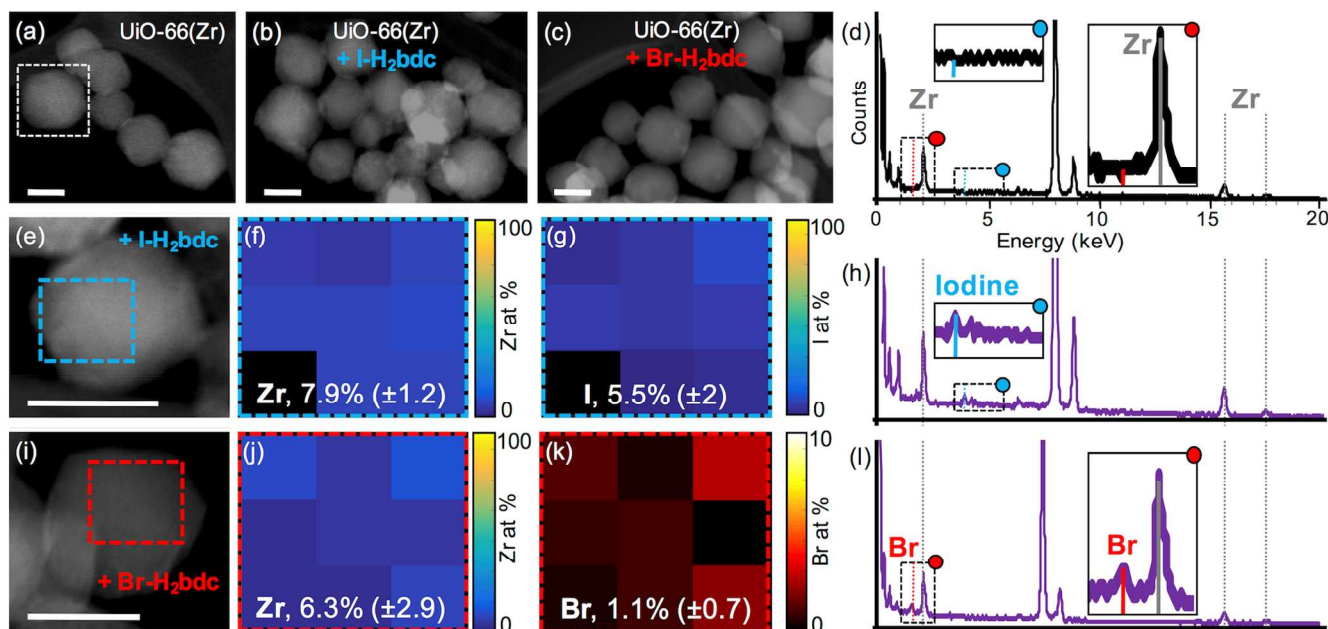 (a)
UiO-66(Zr)
(b)
UiO-66(Zr)
+ I-H₂bdc
(c)
UiO-66(Zr)
+ Br-H₂bdc
(d)
Counts
Zr
Zr
Zr
0
5
10
15
20
Energy (keV)
(e)
+ I-H₂bdc
(f)
Zr, 7.9% (±1.2)
100
Zr at %
0
(g)
I, 5.5% (±2)
100
I at %
0
(h)
Iodine
(i)
+ Br-H₂bdc
(j)
Zr, 6.3% (±2.9)
100
Zr at %
0
(k)
Br, 1.1% (±0.7)
10
Br at %
0
(l)
Br
Br